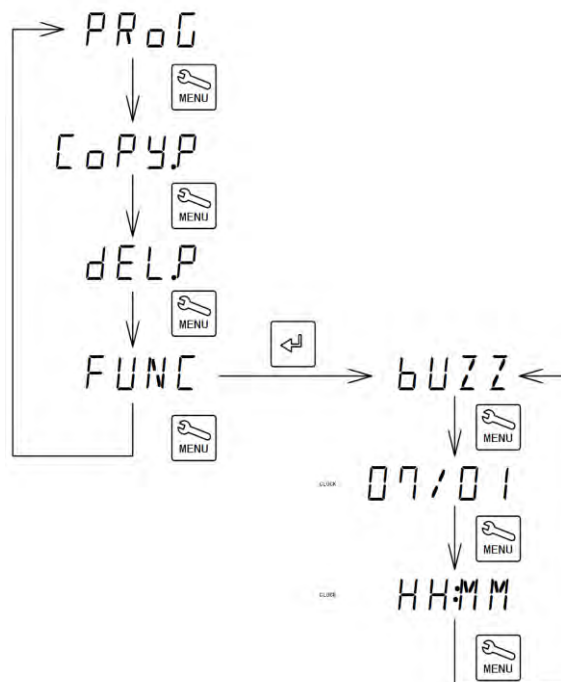 PRoG
MENU
CoPY.P
MENU
dEL.P
MENU
FUNC
bUZZ
MENU
MENU
CLOCK
07/01
MENU
CLOCK
HH:MM
MENU